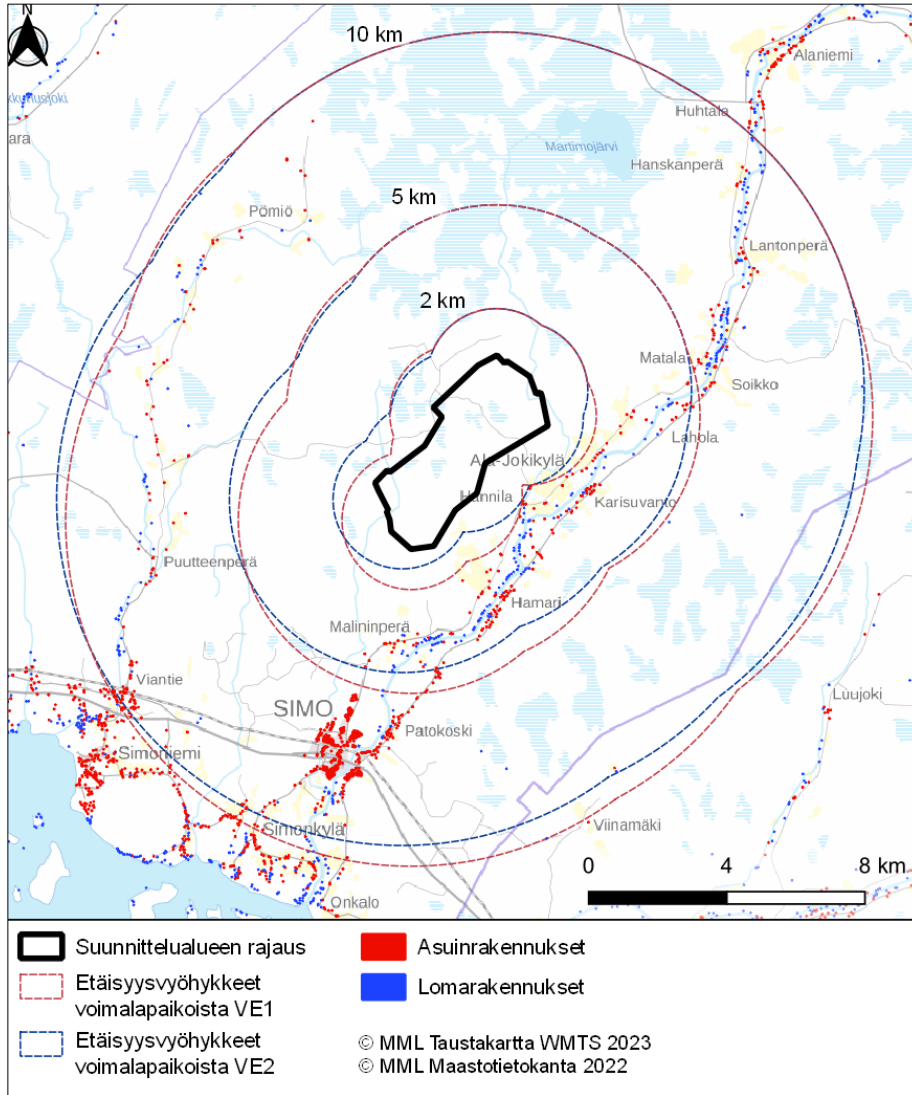 N
10 km
Alaniemi
ara
Huhtala
Martimojärvi
Hanskanperä
5 km
Pömiö
Lantonperä
2 km
Matala
Soikko
Lahola
Ala-Jokikylä
Hannila
Karisuvanto
Puutteenperä
Hamari
Malininperä
Viantie
Luujoki
SIMO
Patokoski
Simoniemi
Simonkylä
Viinamäki
Onkalo
0 4 8 km
Suunnittelualueen rajaus
Etäisyysvyöhykkeet
voimalapaikoista VE1
Etäisyysvyöhykkeet
voimalapaikoista VE2
Asuinrakennukset
Lomarakennukset
© MML Taustakartta WMTS 2023
© MML Maastotietokanta 2022